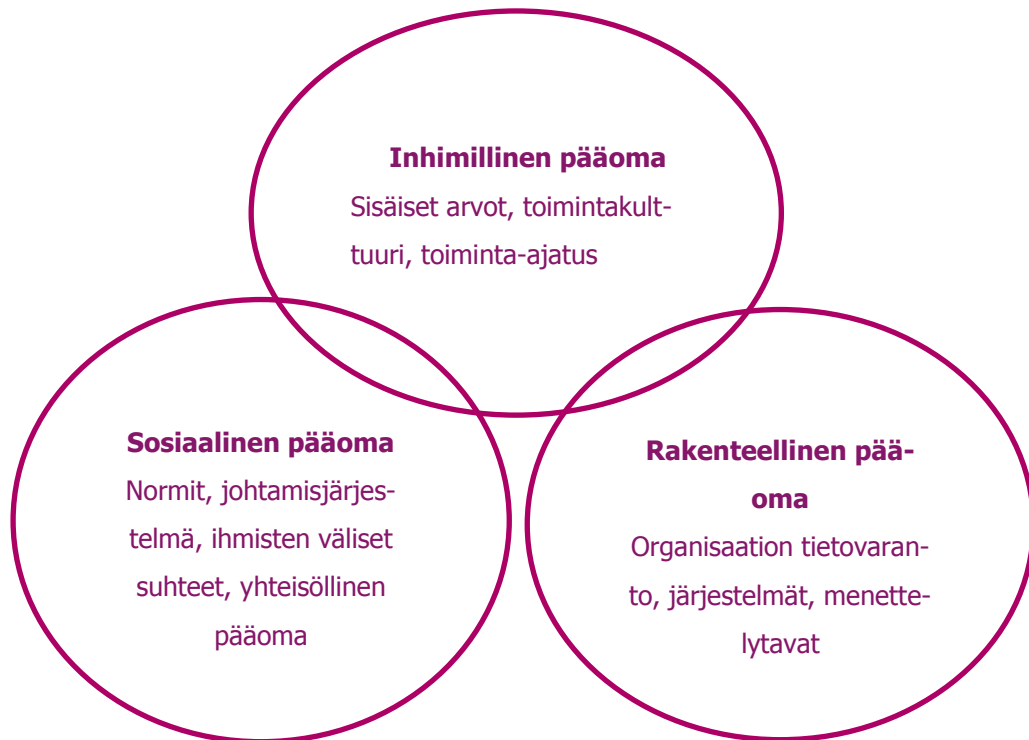 Inhimillinen pääoma
Sisäiset arvot, toimintakult-
tuuri, toiminta-ajatus
Sosiaalinen pääoma
Normit, johtamisjärjes-
telmä, ihmisten väliset
suhteet, yhteisöllinen
pääoma
Rakenteellinen pää-
oma
Organisaation tietovaran-
to, järjestelmät, menette-
lytavat